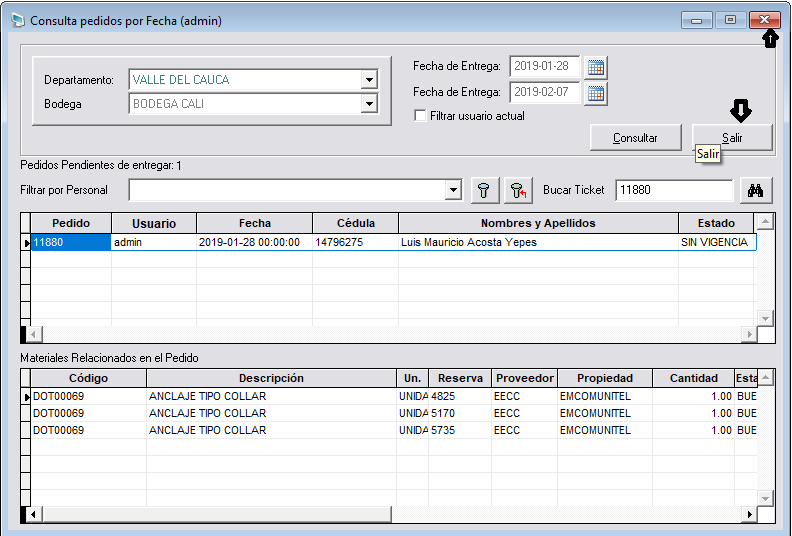 Consulta pedidos por Fecha (admin)
Departamento: VALLE DEL CAUCA
Bodega BODEGA CALI
Fecha de Entrega: 2019-01-28
Fecha de Entrega: 2019-02-07
Filtrar usuario actual
Consultar Salir
Salir
Pedidos Pendientes de entregar: 1
Filtrar por Personal Bucar Ticket 11880
Pedido Usuario Fecha Cédula Nombres y Apellidos Estado
11880 admin 2019-01-28 00:00:00 14796275 Luis Mauricio Acosta Yepes SIN VIGENCIA
Materiales Relacionados en el Pedido
Código Descripción Un. Reserva Proveedor Propiedad Cantidad Esta
DOT00069 ANCLAJE TIPO COLLAR UNIDA 4825 EECC EMCOMUNITEL 1.00 BUE
DOT00069 ANCLAJE TIPO COLLAR UNIDA 5170 EECC EMCOMUNITEL 1.00 BUE
DOT00069 ANCLAJE TIPO COLLAR UNIDA 5735 EECC EMCOMUNITEL 1.00 BUE